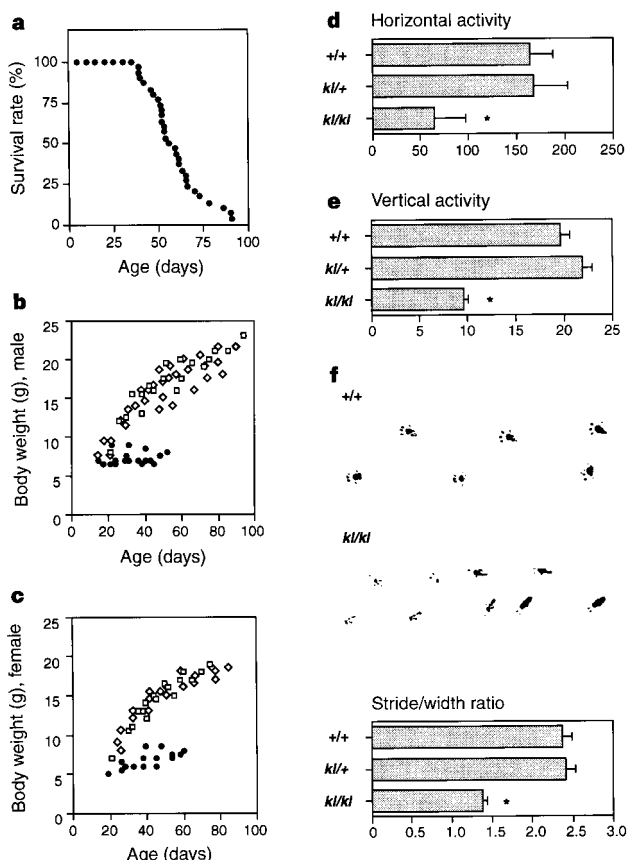 a
Survival rate (%)
100
75
50
25
0
0 25 50 75 100
Age (days)
b
Body weight (g), male
25
20
15
10
5
0
0 20 40 60 80 100
Age (days)
c
Body weight (g), female
25
20
15
10
5
0
0 20 40 60 80 100
Age (days)
d Horizontal activity
+/+
kl/+
kl/kl
*
0 50 100 150 200 250
e Vertical activity
+/+
kl/+
kl/kl
*
0 5 10 15 20 25
f
+/+
kl/kl
Stride/width ratio
+/+
kl/+
kl/kl
*
0 0.5 1.0 1.5 2.0 2.5 3.0